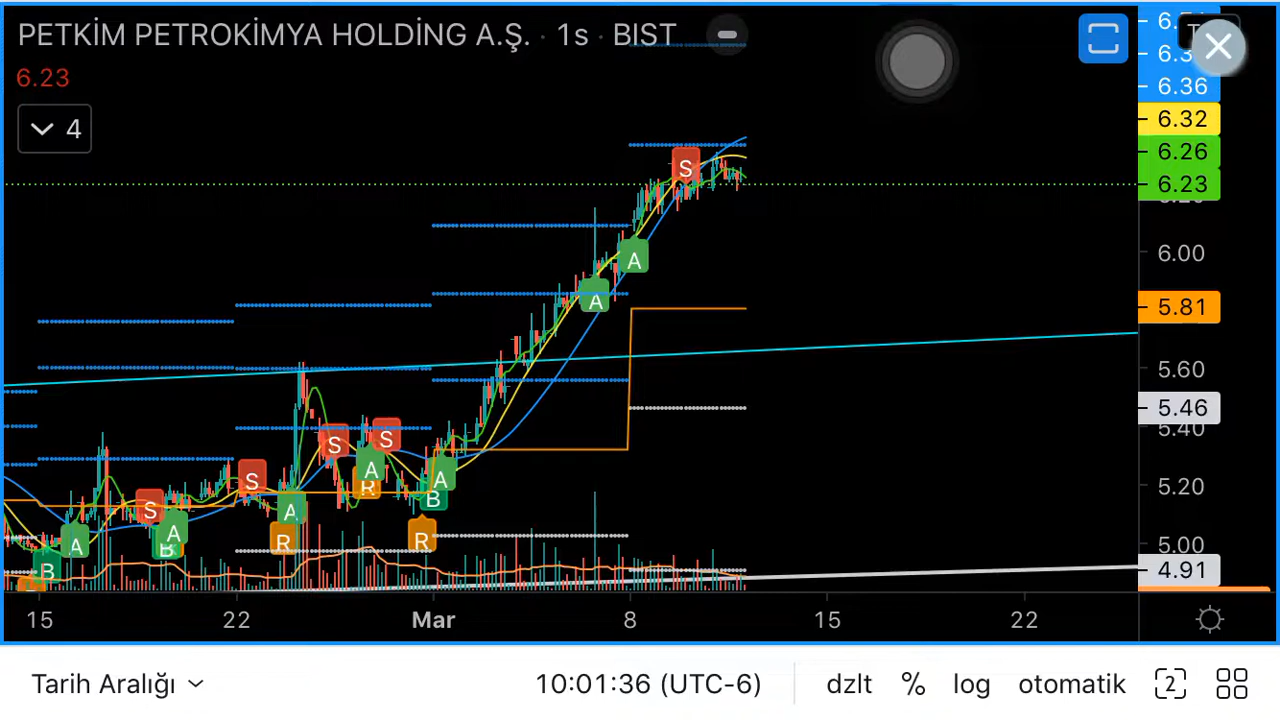 PETKİM PETROKİMYA HOLDİNG A.Ş. · 1s · BIST
6.23
4
6.36
6.32
6.26
6.23
6.00
5.81
5.60
5.46
5.40
5.20
5.00
4.91
S
A
A
S
S
S
S
A
R
A
A
B
A
A
B
B
R
R
15 22 Mar 8 15 22
Tarih Aralığı 10:01:36 (UTC-6) dzlt % log otomatik 2